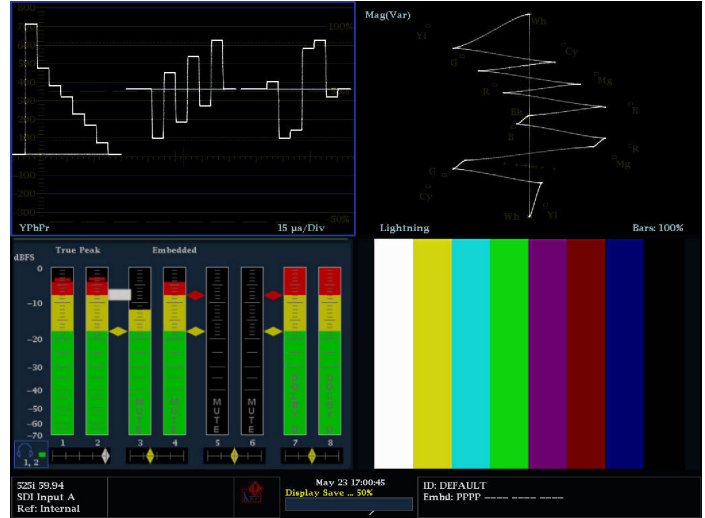 800
700
600
500
400
300
200
100
-100
-200
-300
100%
-50%
YPbPr
15 µs/Div
Mag(Var)
Wh
Yl
Cy
G
Mg
R
B
Bk
B
R
G
Mg
Cy
Wh
Yl
Lightning
Bars: 100%
True Peak
Embedded
dBFS
0
-10
-20
-30
-40
-50
-60
-70
MUTE
MUTE
MUTE
MUTE
1
2
3
4
5
6
7
8
1, 2
525i 59.94
SDI Input A
Ref: Internal
May 23 17:00:45
Display Save ... 50%
ID: DEFAULT
Embd: PPPP ---- ---- ----